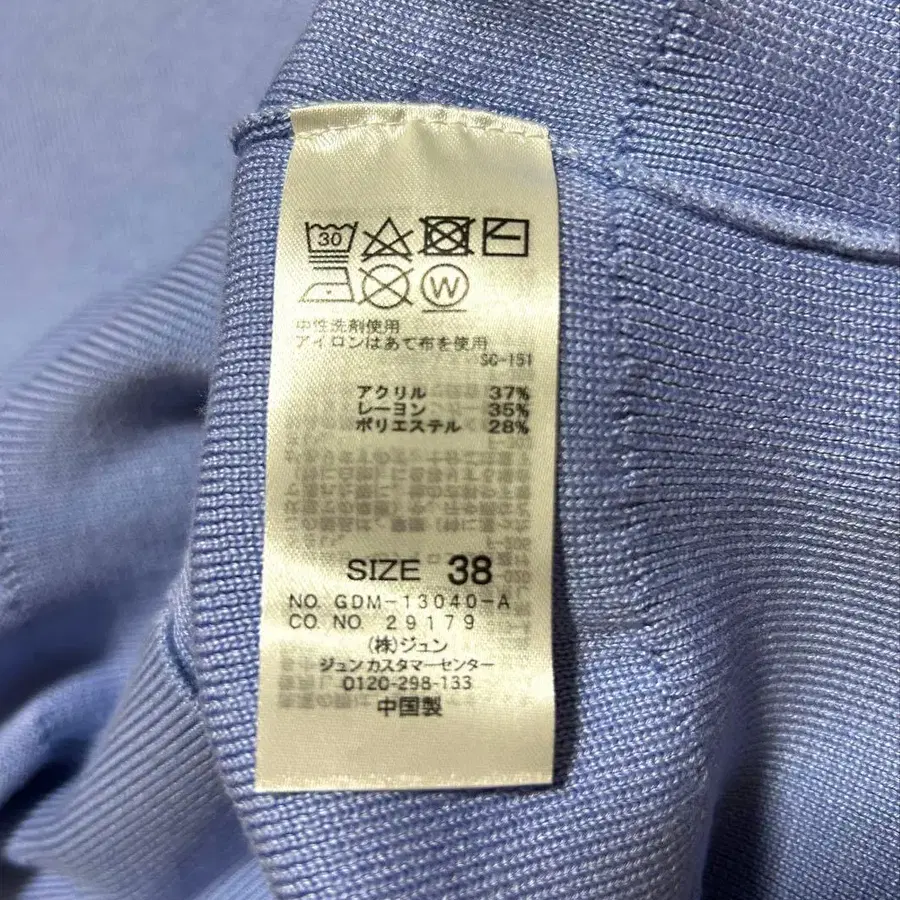 30
W
中性洗剤使用
アイロンはあて布を使用
SG-151
アクリル 37%
レーヨン 35%
ポリエステル 28%
SIZE 38
NO. GDM-13040-A
CO. NO 29179
(株)ジュン
ジュンカスタマーセンター
0120-298-133
中国製